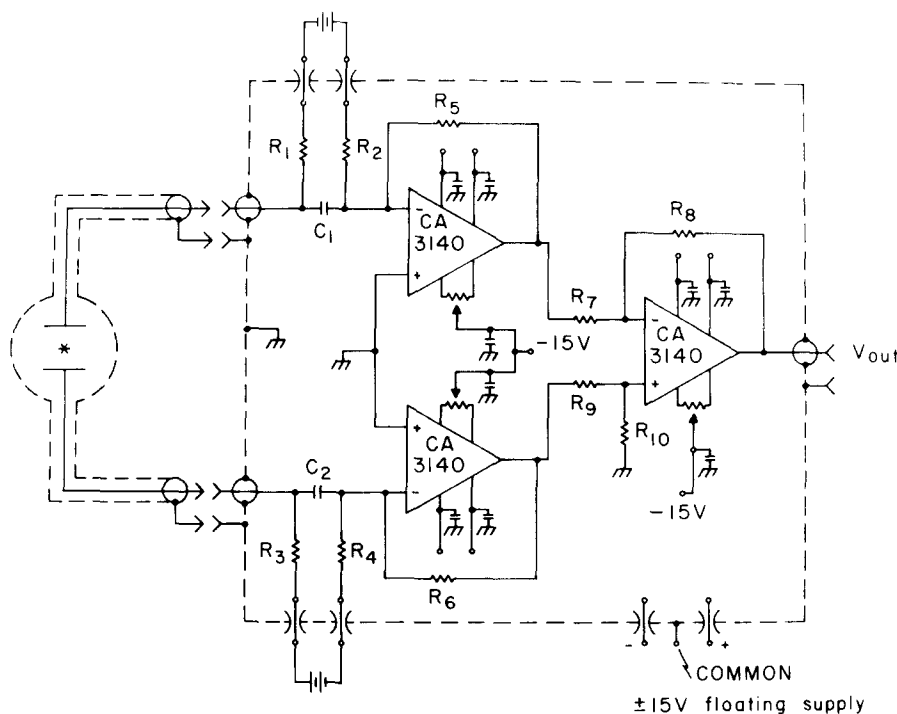 R5
R1
R2
C1
-
CA
3140
+
R8
R7
-
CA
3140
+
Vout
-15V
R9
R10
+
CA
3140
-
C2
-15V
R3
R4
R6
- +
COMMON
±15V floating supply
*